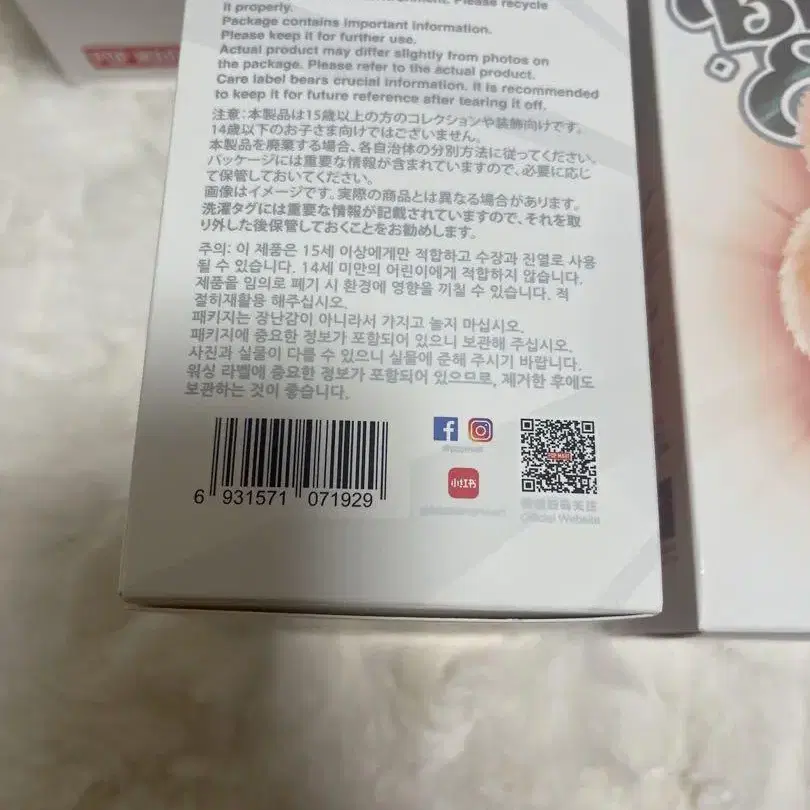 Please recycle
it properly.
Package contains important information.
Please keep it for further use.
Actual product may differ slightly from photos on
the package. Please refer to the actual product.
Care label bears crucial information. It is recommended
to keep it for future reference after tearing it off.
注意:本製品は15歳以上の方のコレクションや装飾向けです。
14歳以下のお子さま向けではございません。
本製品を廃棄する場合、各自治体の分別方法に従ってください。
パッケージには重要な情報が含まれていますので、必要に応じ
て保管しておいてください。
画像はイメージです。実際の商品とは異なる場合があります。
洗濯タグには重要な情報が記載されていますので、それを取
り外した後保管しておくことをお勧めします。
주의: 이 제품은 15세 이상에게만 적합하고 수장과 진열로 사용
될 수 있습니다. 14세 미만의 어린이에게 적합하지 않습니다.
제품을 임의로 폐기 시 환경에 영향을 끼칠 수 있습니다. 적
절히재활용 해주십시오.
패키지는 장난감이 아니라서 가지고 놀지 마십시오.
패키지에 중요한 정보가 포함되어 있으니 보관해 주십시오.
사진과 실물이 다를 수 있으니 실물에 준해 주시기 바랍니다.
워싱 라벨에 중요한 정보가 포함되어 있으므로, 제거한 후에도
보관하는 것이 좋습니다.
6 931571 071929
小红书
POP MART
Official Website